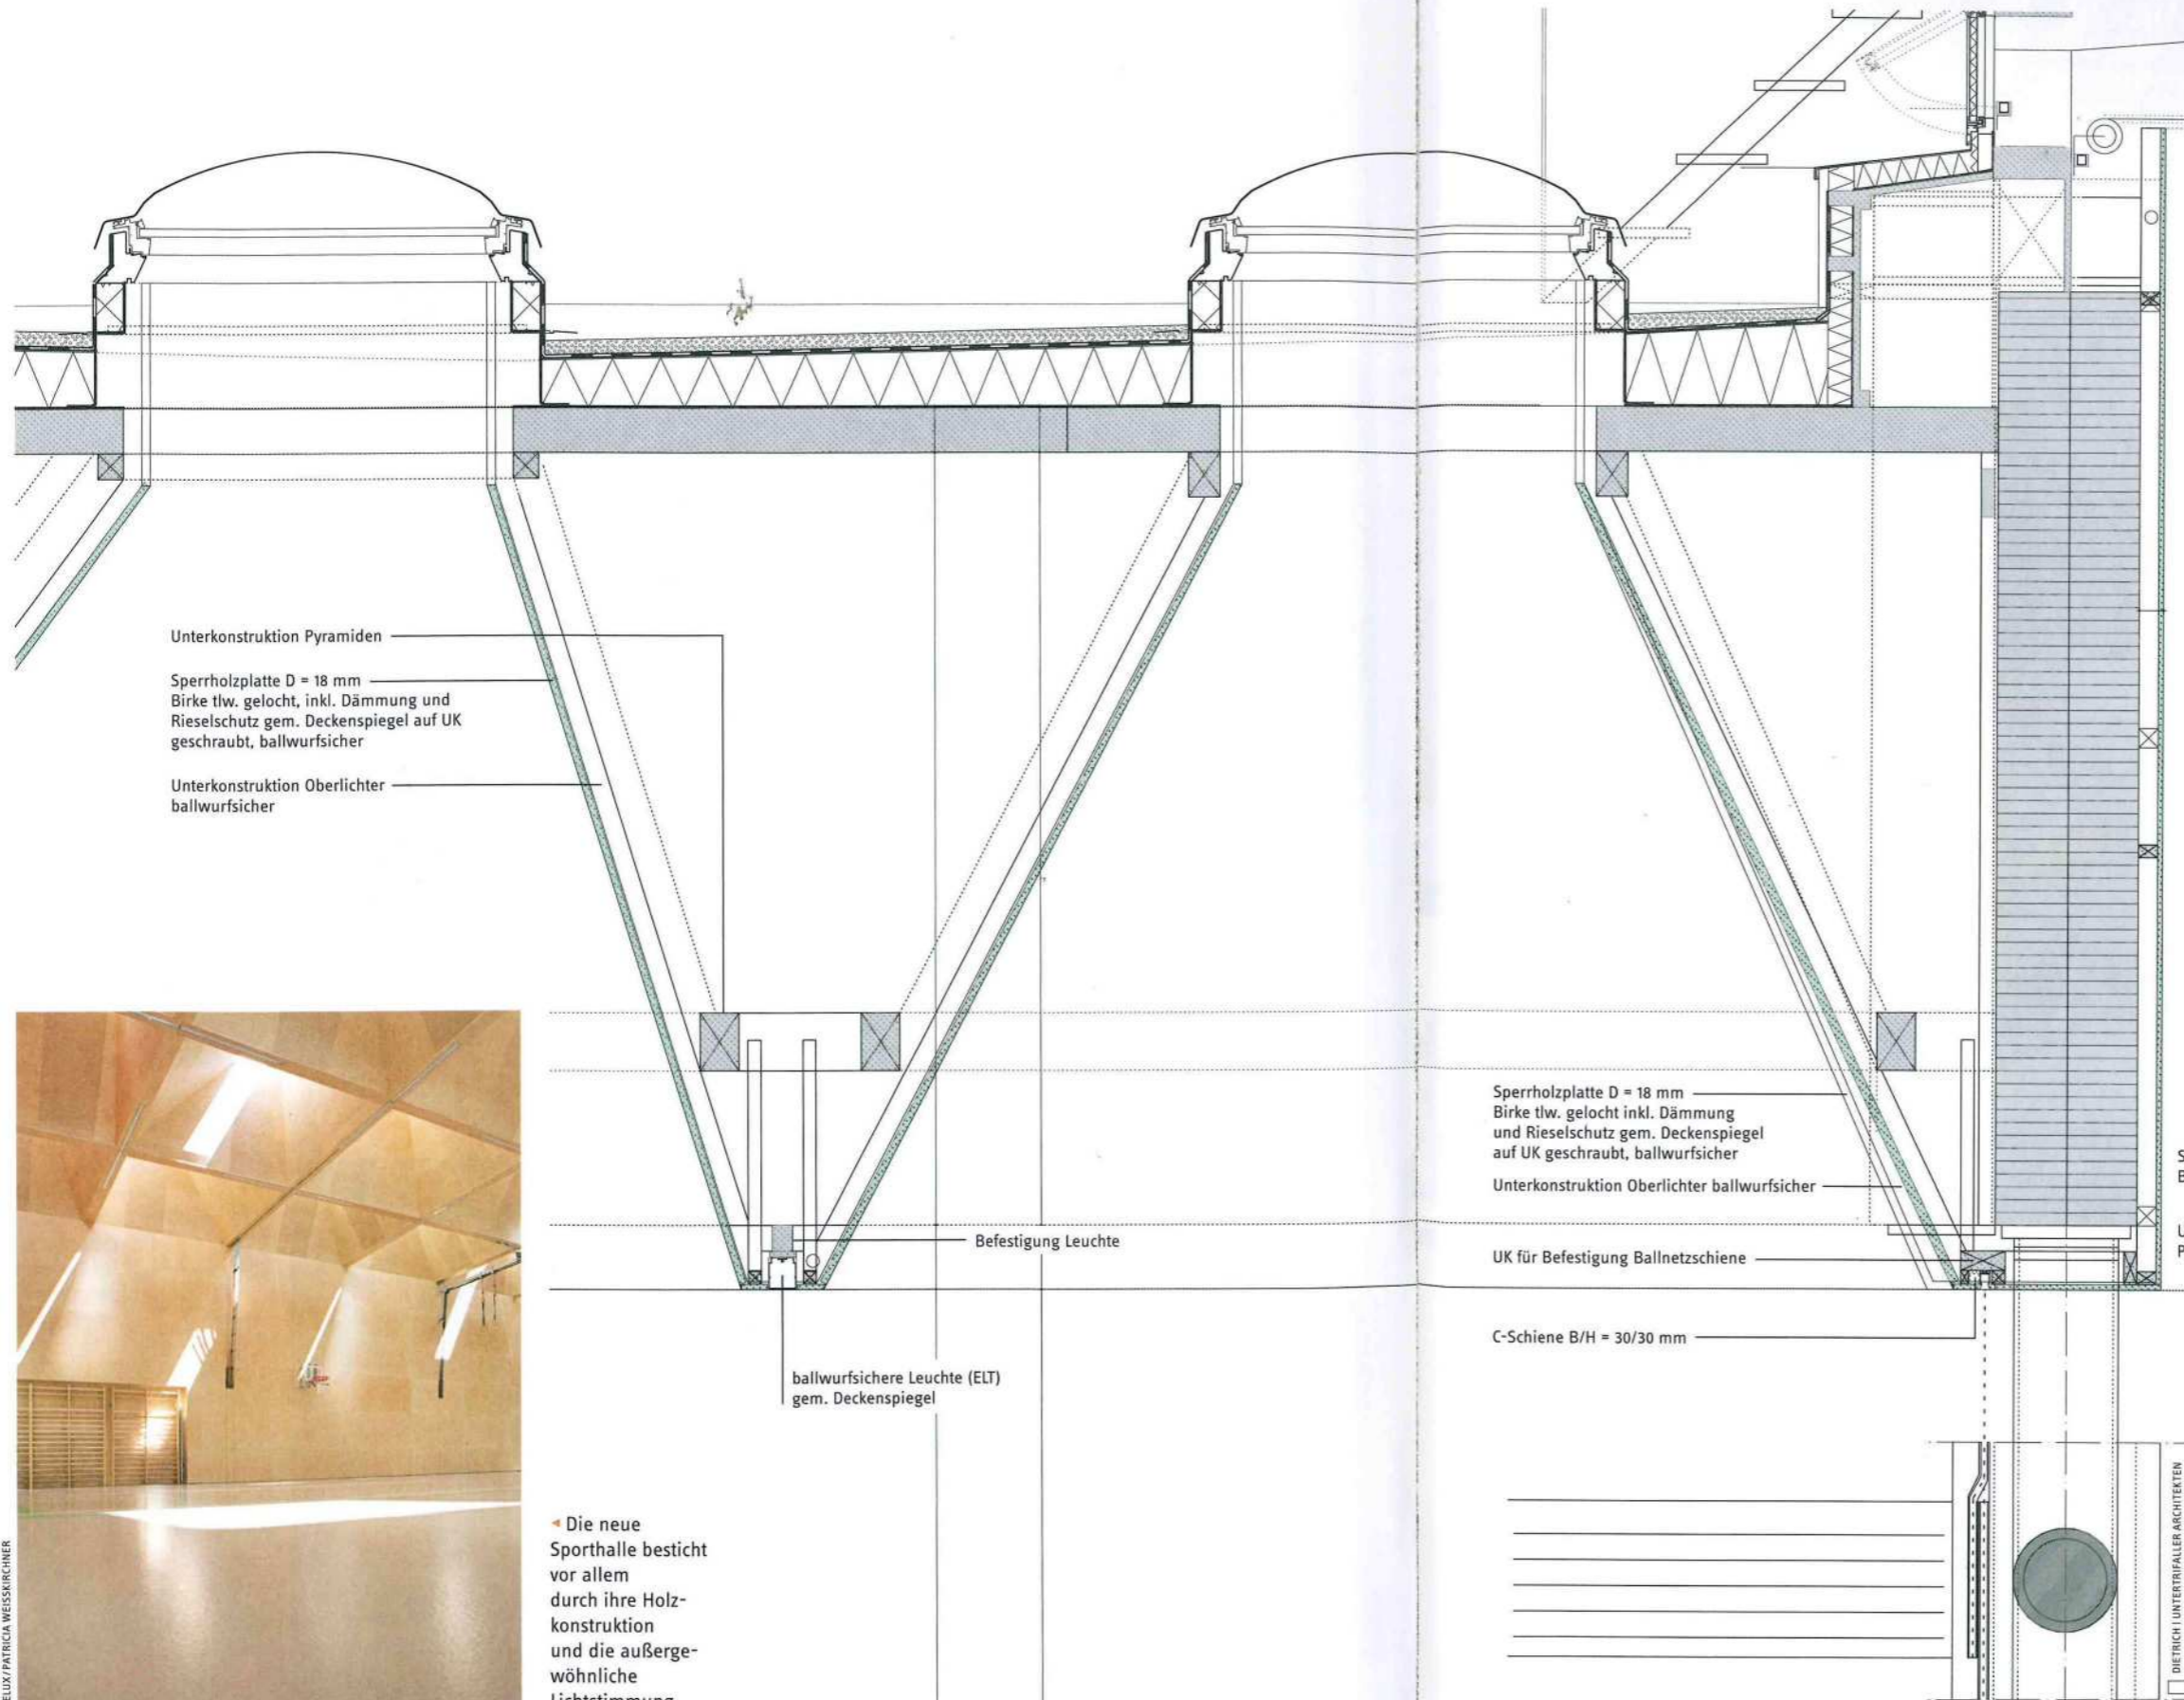 Unterkonstruktion Pyramiden
Sperrholzplatte D = 18 mm
Birke tlw. gelocht, inkl. Dämmung und
Rieselschutz gem. Deckenspiegel auf UK
geschraubt, ballwurfsicher
Unterkonstruktion Oberlichter
ballwurfsicher
Befestigung Leuchte
ballwurfsichere Leuchte (ELT)
gem. Deckenspiegel
◂ Die neue
Sporthalle besticht
vor allem
durch ihre Holz-
konstruktion
und die außerge-
wöhnliche
Lichtstimmung
Sperrholzplatte D = 18 mm
Birke tlw. gelocht inkl. Dämmung
und Rieselschutz gem. Deckenspiegel
auf UK geschraubt, ballwurfsicher
Unterkonstruktion Oberlichter ballwurfsicher
UK für Befestigung Ballnetzschiene
C-Schiene B/H = 30/30 mm
S
B
U
P
ELUX/PATRICIA WEISSKIRCHNER
DIETRICH | UNTERTRIFALLER ARCHITEKTEN